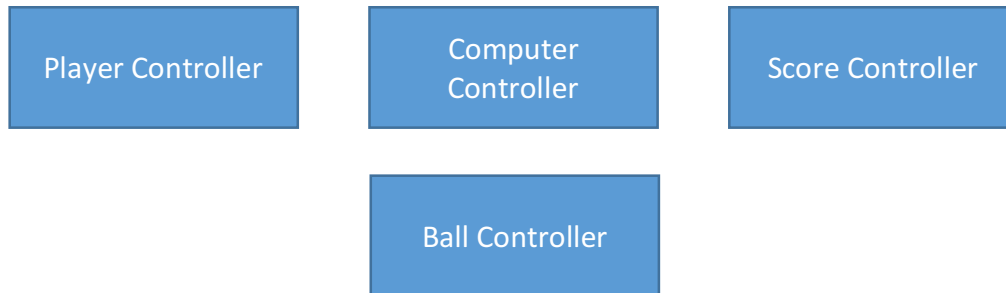 Player Controller
Computer
Controller
Score Controller
Ball Controller